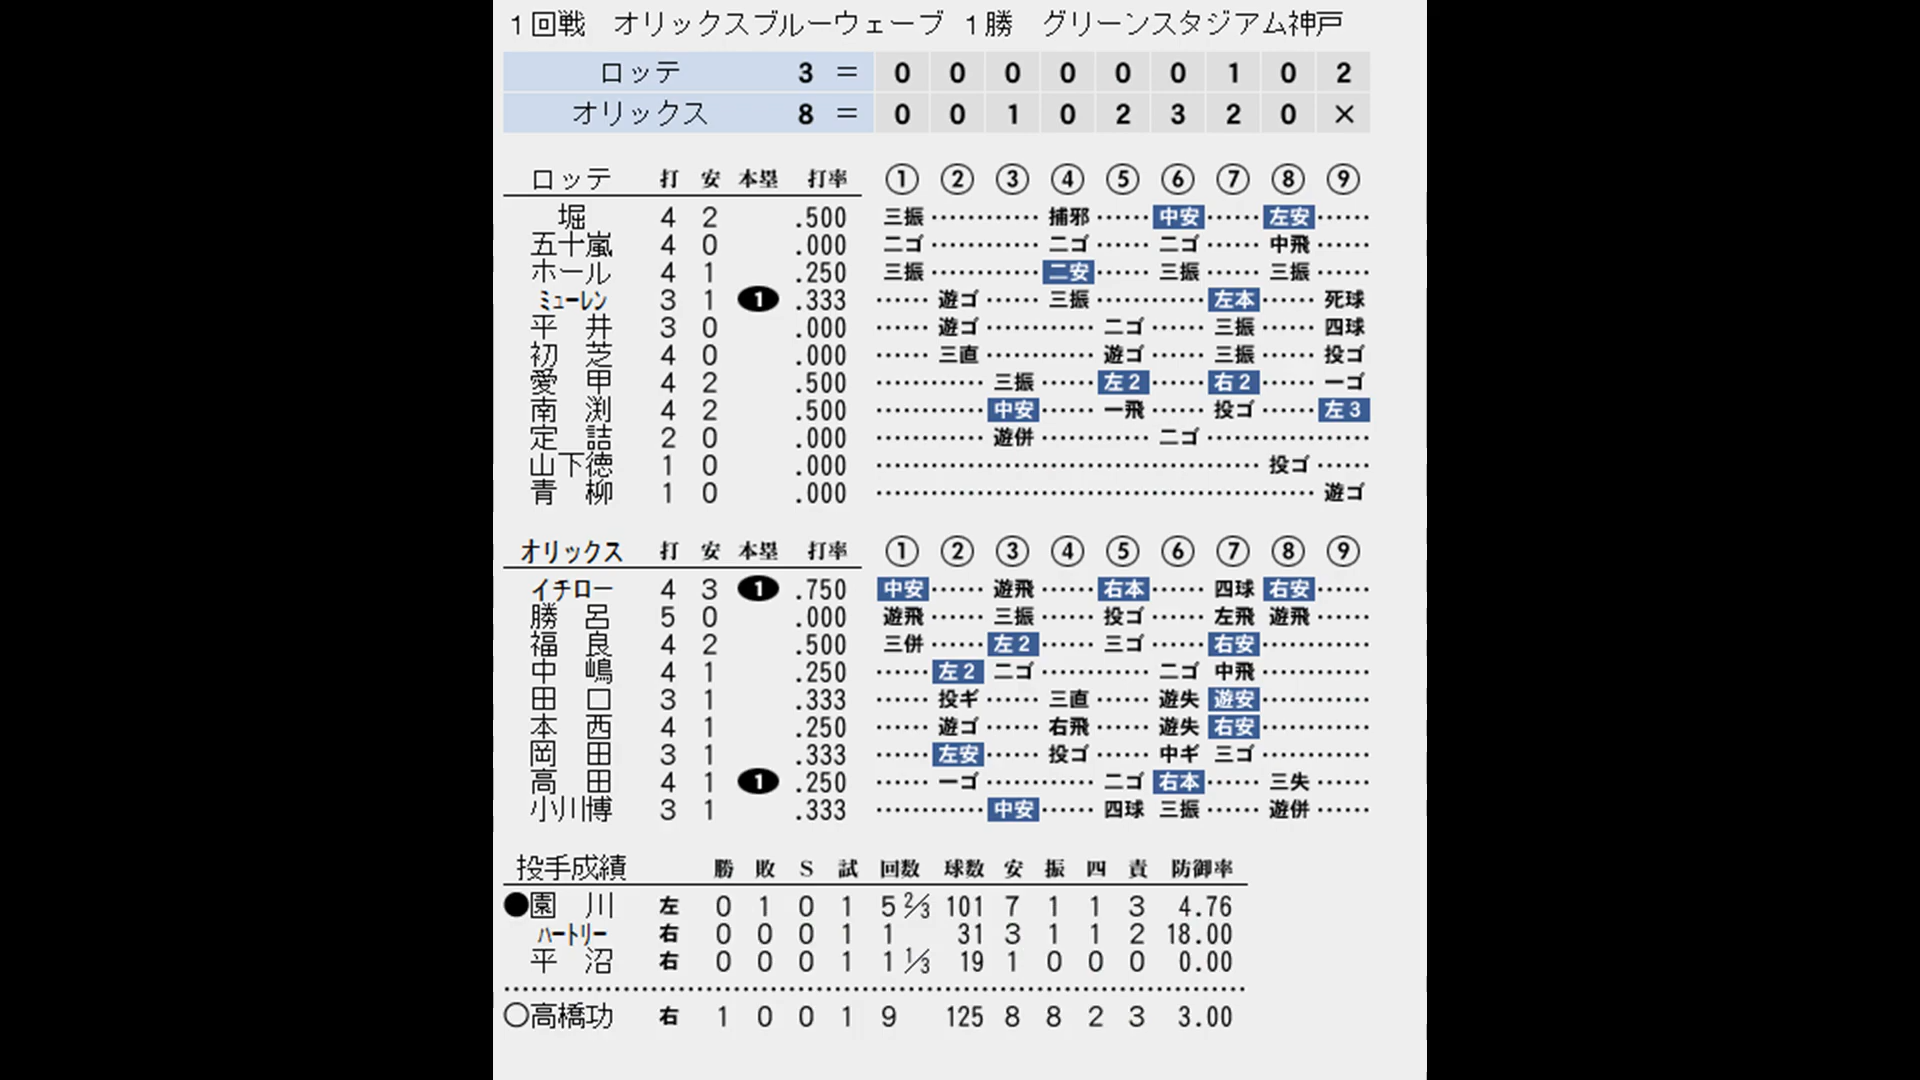 1回戦 オリックスブルーウェーブ 1勝 グリーンスタジアム神戸
ロッテ 3 = 0 0 0 0 0 0 1 0 2
オリックス 8 = 0 0 1 0 2 3 2 0 ×
ロッテ 打 安 本塁 打率 ① ② ③ ④ ⑤ ⑥ ⑦ ⑧ ⑨
堀 4 2 .500 三振 ………… 捕邪 …… 中安 …… 左安 ……
五十嵐 4 0 .000 二ゴ ………… 二ゴ …… 二ゴ …… 中飛 ……
ホール 4 1 .250 三振 ………… 二安 …… 三振 …… 三振 ……
ミューレン 3 1 ❶ .333 …… 遊ゴ …… 三振 ………… 左本 …… 死球
平井 3 0 .000 …… 遊ゴ ………… 二ゴ …… 三振 …… 四球
初芝 4 0 .000 …… 三直 ………… 遊ゴ …… 三振 …… 投ゴ
愛甲 4 2 .500 ………… 三振 …… 左2 …… 右2 …… 一ゴ
南渕 4 2 .500 ………… 中安 …… 一飛 …… 投ゴ …… 左3
定詰 2 0 .000 ………… 遊併 ………… 二ゴ ………………
山下徳 1 0 .000 …………………………………… 投ゴ ……
青柳 1 0 .000 ………………………………………… 遊ゴ
オリックス 打 安 本塁 打率 ① ② ③ ④ ⑤ ⑥ ⑦ ⑧ ⑨
イチロー 4 3 ❶ .750 中安 …… 遊飛 …… 右本 …… 四球 右安 ……
勝呂 5 0 .000 遊飛 …… 三振 …… 投ゴ …… 左飛 遊飛 ……
福良 4 2 .500 三併 …… 左2 …… 三ゴ …… 右安 …………
中嶋 4 1 .250 …… 左2 二ゴ ………… 二ゴ 中飛 …………
田口 3 1 .333 …… 投ギ …… 三直 …… 遊失 遊安 …………
本西 4 1 .250 …… 遊ゴ …… 右飛 …… 遊失 右安 …………
岡田 3 1 .333 …… 左安 …… 投ゴ …… 中ギ 三ゴ …………
高田 4 1 ❶ .250 …… 一ゴ ………… 二ゴ 右本 …… 三失 ……
小川博 3 1 .333 ………… 中安 …… 四球 三振 …… 遊併 ……
投手成績 勝 敗 S 試 回数 球数 安 振 四 責 防御率
●園川 左 0 1 0 1 5 2/3 101 7 1 1 3 4.76
ハートリー 右 0 0 0 1 1 31 3 1 1 2 18.00
平沼 右 0 0 0 1 1 1/3 19 1 0 0 0 0.00
○高橋功 右 1 0 0 1 9 125 8 8 2 3 3.00